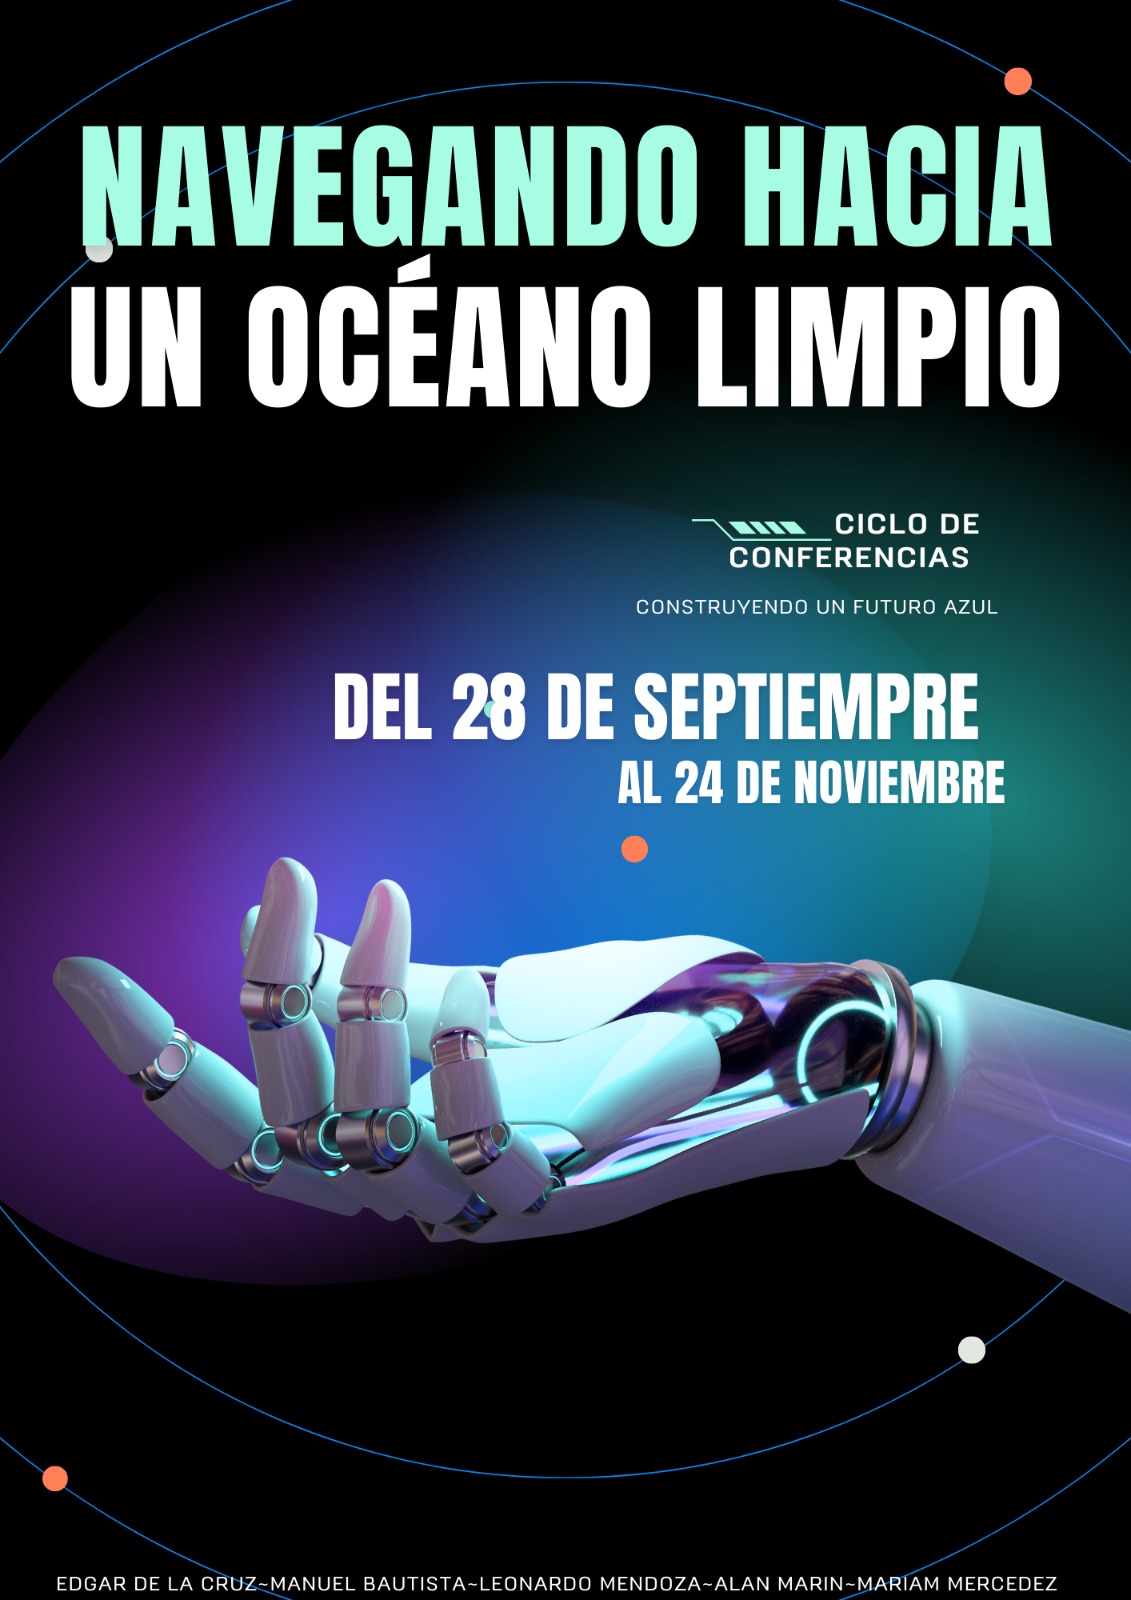 NAVEGANDO HACIA
UN OCÉANO LIMPIO
CICLO DE
CONFERENCIAS
CONSTRUYENDO UN FUTURO AZUL
DEL 28 DE SEPTIEMPRE
AL 24 DE NOVIEMBRE
EDGAR DE LA CRUZ~MANUEL BAUTISTA~LEONARDO MENDOZA~ALAN MARIN~MARIAM MERCEDEZ